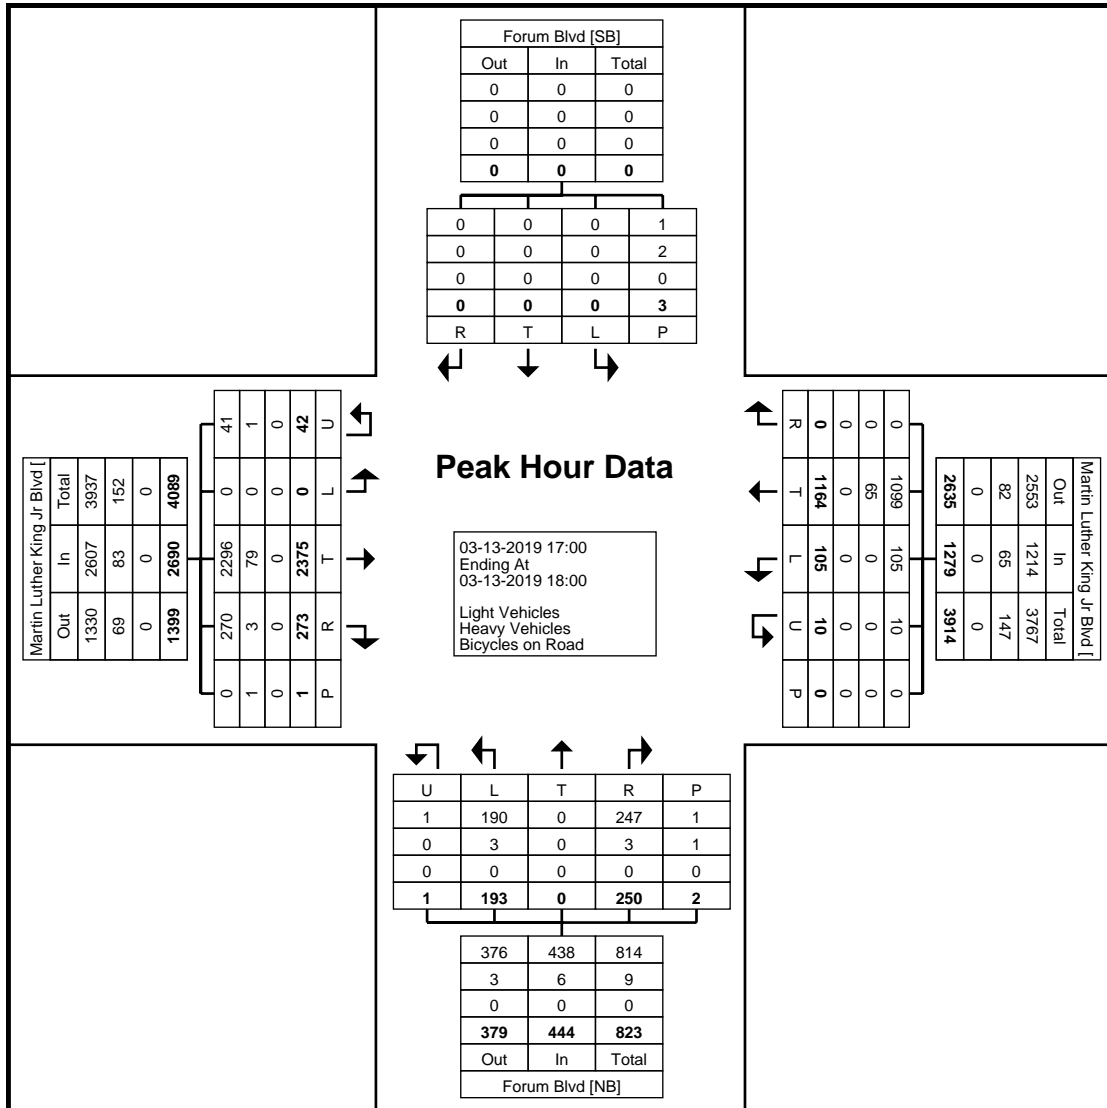 Forum Blvd [SB]
Out In Total
0 0 0
0 0 0
0 0 0
0 0 0
0 0 0 1
0 0 0 2
0 0 0 0
0 0 0 3
R T L P
Martin Luther King Jr Blvd [
Total 3937 152 0 4089
In 2607 83 0 2690
Out 1330 69 0 1399
41 1 0 42 U
0 0 0 0 L
2296 79 0 2375 T
270 3 0 273 R
0 1 0 1 P
Peak Hour Data
03-13-2019 17:00
Ending At
03-13-2019 18:00
Light Vehicles
Heavy Vehicles
Bicycles on Road
R 0 0 0 0
T 1164 0 65 1099
L 105 0 0 105
U 10 0 0 10
P 0 0 0 0
2635 0 82 2553 Out
1279 0 65 1214 In
3914 0 147 3767 Total
Martin Luther King Jr Blvd [
U L T R P
1 190 0 247 1
0 3 0 3 1
0 0 0 0 0
1 193 0 250 2
376 438 814
3 6 9
0 0 0
379 444 823
Out In Total
Forum Blvd [NB]